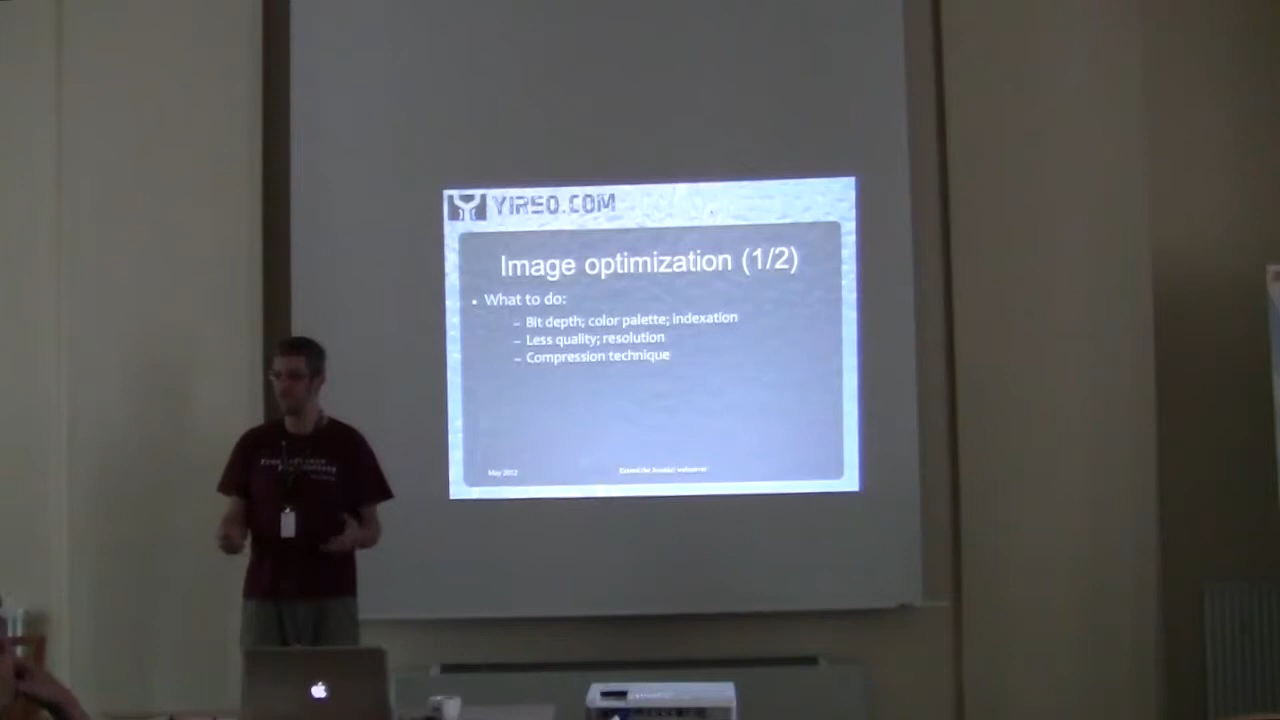 YIREO.COM
Image optimization (1/2)
• What to do:
– Bit depth; color palette; indexation
– Less quality; resolution
– Compression technique
May 2012